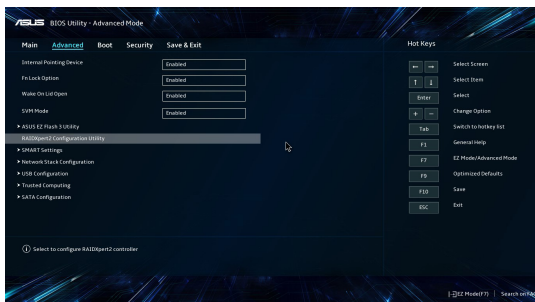 ASUS BIOS Utility - Advanced Mode
Main Advanced Boot Security Save & Exit
Hot Keys
Internal Pointing Device Enabled
Fn Lock Option Enabled
Wake On Lid Open Enabled
SVM Mode Enabled
ASUS EZ Flash 3 Utility
RAIDXpert2 Configuration Utility
SMART Settings
Network Stack Configuration
USB Configuration
Trusted Computing
SATA Configuration
← → Select Screen
↑ ↓ Select Item
Enter Select
+ − Change Option
Tab Switch to hotkey list
F1 General Help
F7 EZ Mode/Advanced Mode
F9 Optimized Defaults
F10 Save
ESC Exit
Select to configure RAIDXpert2 controller
EZ Mode(F7) | Search on